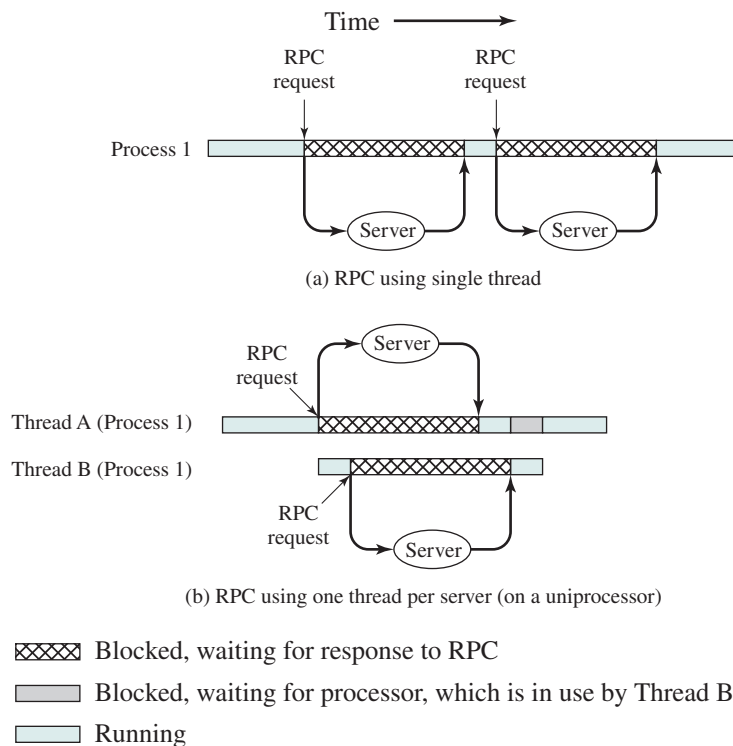 Time
RPC
request
RPC
request
Process 1
Server
Server
(a) RPC using single thread
Server
RPC
request
Thread A (Process 1)
Thread B (Process 1)
RPC
request
Server
(b) RPC using one thread per server (on a uniprocessor)
Blocked, waiting for response to RPC
Blocked, waiting for processor, which is in use by Thread B
Running